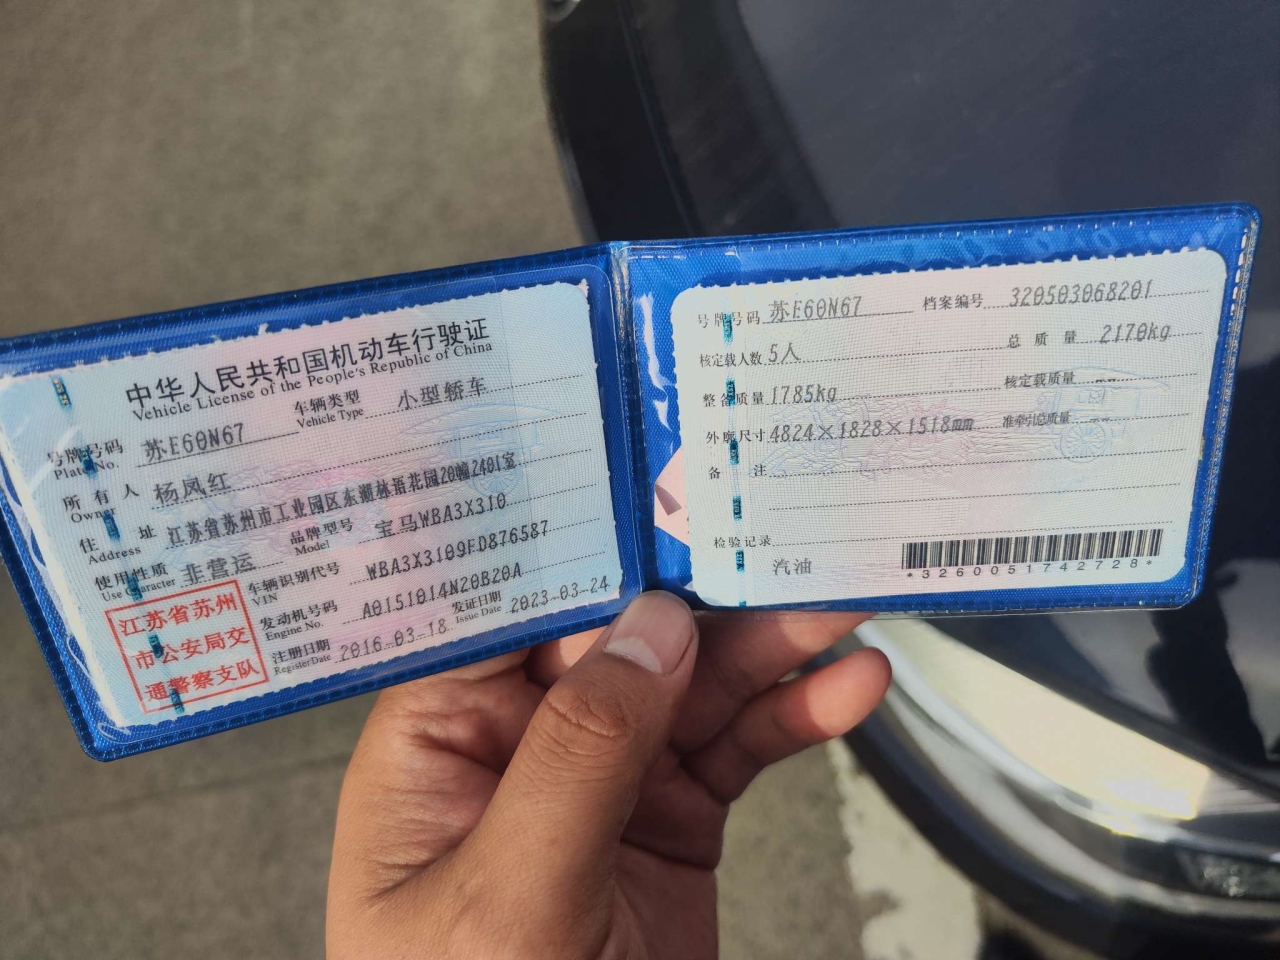 中华人民共和国机动车行驶证
Vehicle License of the People's Republic of China
号牌号码 苏E60N67 车辆类型 小型轿车
Plate No. Vehicle Type
所有人 杨凤红
Owner
住址 江苏省苏州市工业园区东湖林语花园20幢2401室
Address
使用性质 非营运 品牌型号 宝马WBA3X310
Use Character Model
江苏省苏州
市公安局交
通警察支队
车辆识别代号 WBA3X3109FD876587
VIN
发动机号码 A0151014N20B20A
Engine No.
注册日期 2016-03-18 发证日期 2023-03-24
Register Date Issue Date
号牌号码 苏E60N67 档案编号 320503068201
核定载人数 5人 总质量 2170kg
整备质量 1785kg 核定载质量 --
外廓尺寸 4824×1828×1518mm 准牵引总质量 --
备注
检验记录
汽油
*3260051742728*